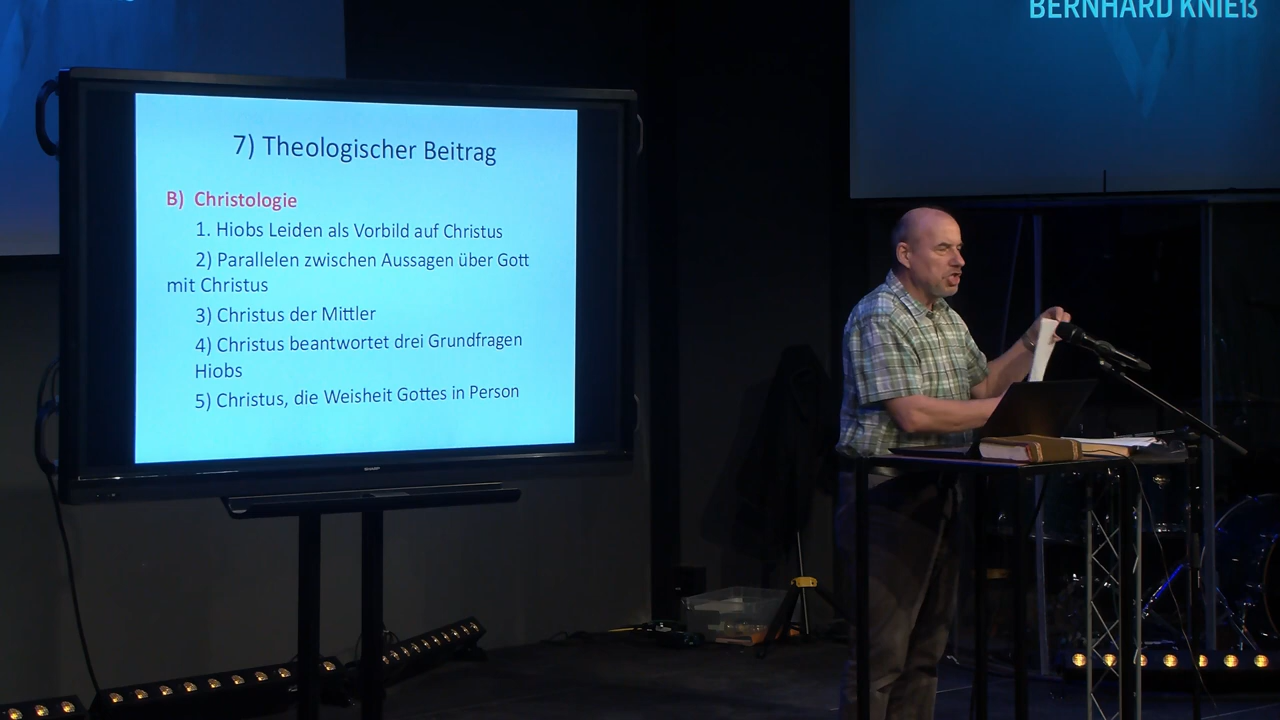 BERNHARD KNIEß
7) Theologischer Beitrag
B) Christologie
1. Hiobs Leiden als Vorbild auf Christus
2) Parallelen zwischen Aussagen über Gott
mit Christus
3) Christus der Mittler
4) Christus beantwortet drei Grundfragen
Hiobs
5) Christus, die Weisheit Gottes in Person
SHARP